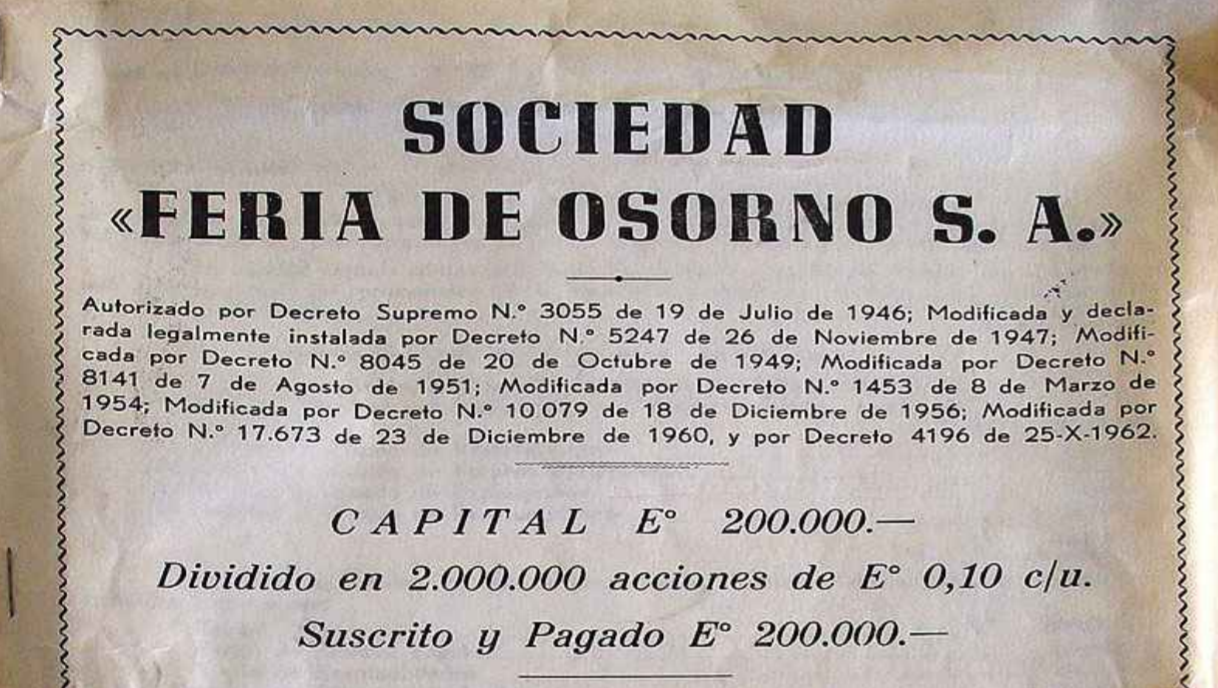 SOCIEDAD
«FERIA DE OSORNO S. A.»
Autorizado por Decreto Supremo N.º 3055 de 19 de Julio de 1946; Modificada y decla-
rada legalmente instalada por Decreto N.º 5247 de 26 de Noviembre de 1947; Modifi-
cada por Decreto N.º 8045 de 20 de Octubre de 1949; Modificada por Decreto N.º
8141 de 7 de Agosto de 1951; Modificada por Decreto N.º 1453 de 8 de Marzo de
1954; Modificada por Decreto N.º 10079 de 18 de Diciembre de 1956; Modificada por
Decreto N.º 17.673 de 23 de Diciembre de 1960, y por Decreto 4196 de 25-X-1962.
CAPITAL Eº 200.000.—
Dividido en 2.000.000 acciones de Eº 0,10 c/u.
Suscrito y Pagado Eº 200.000.—